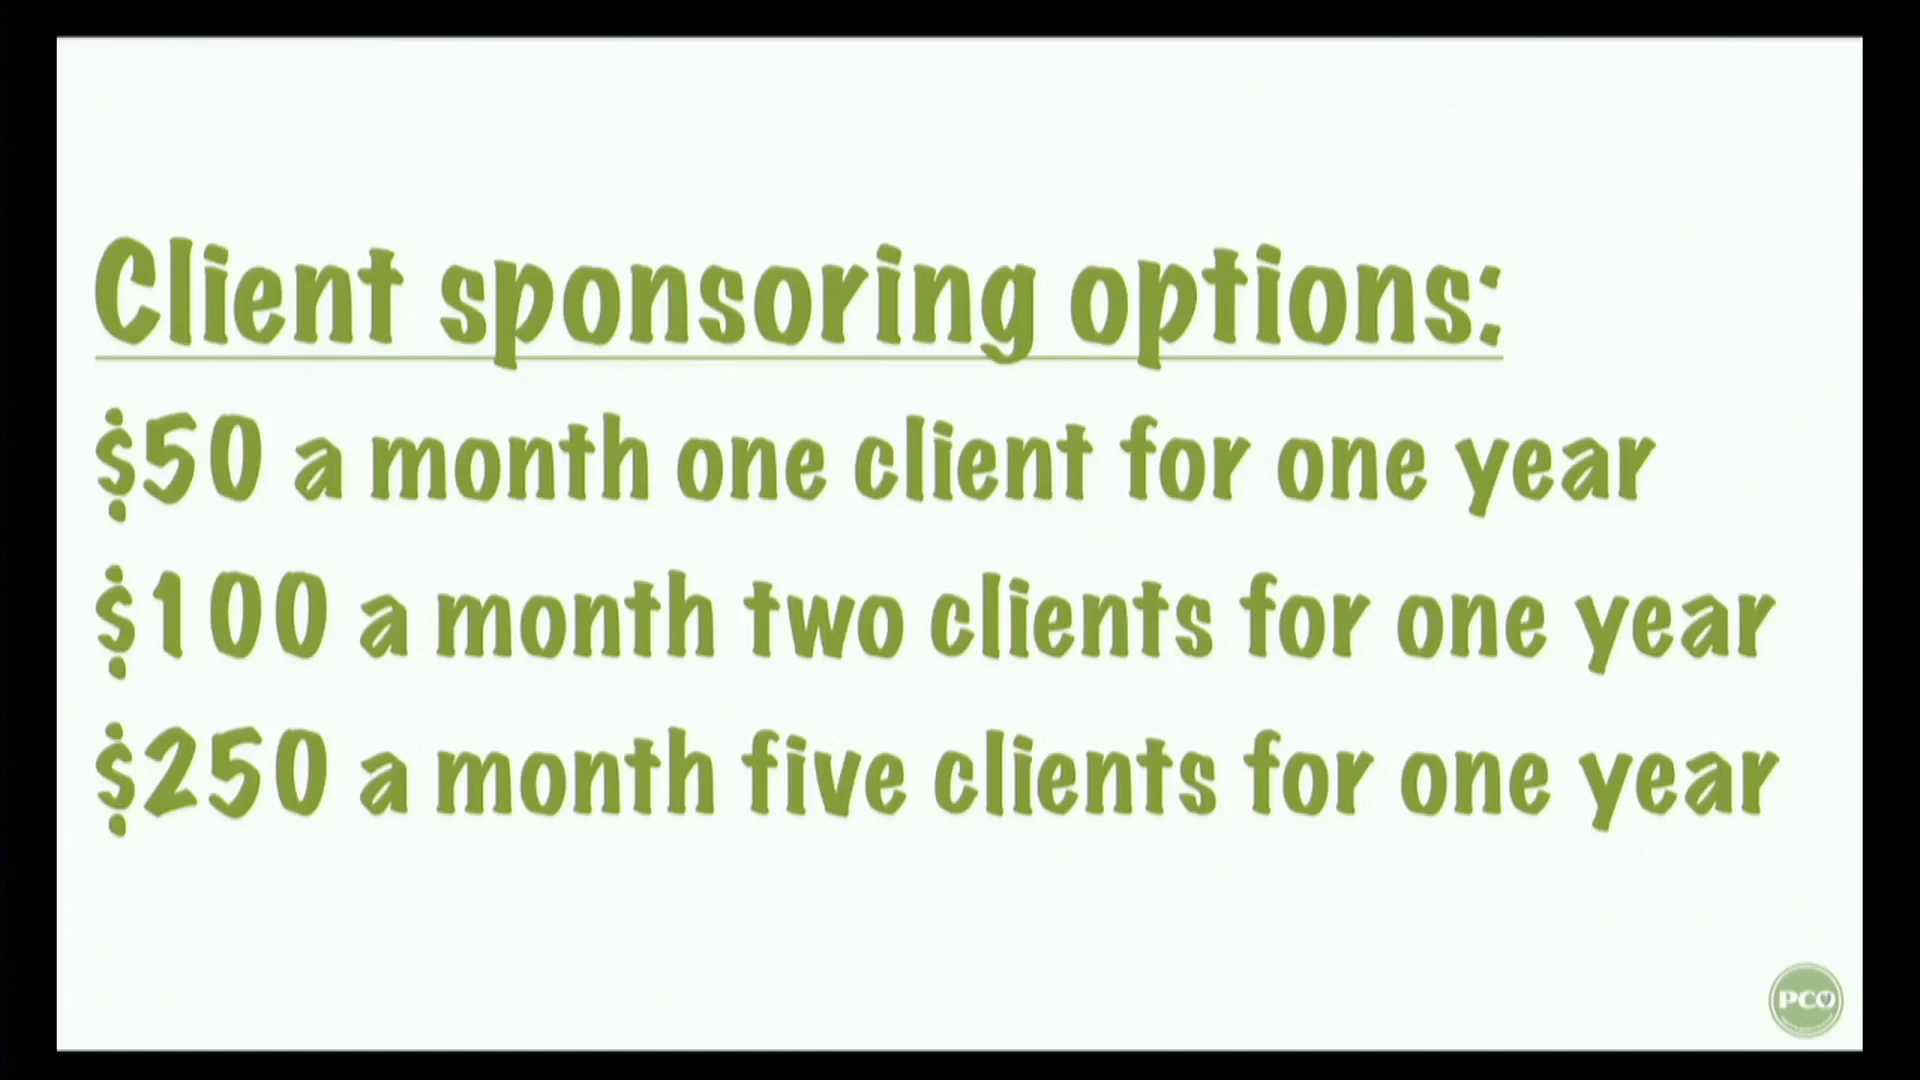 Client sponsoring options:
$50 a month one client for one year
$100 a month two clients for one year
$250 a month five clients for one year
PCO